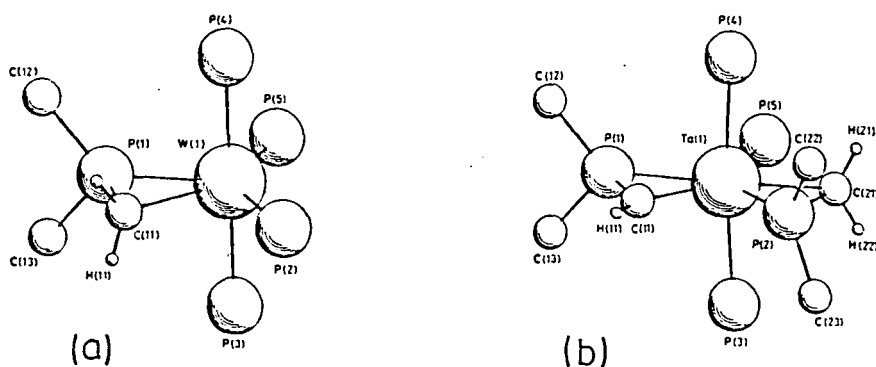 P(4)
C(12)
P(5)
P(1)
W(1)
C(13)
C(11)
H(11)
P(2)
P(3)
(a)
P(4)
C(12)
P(5)
C(22)
H(21)
P(1)
Ta(1)
C(21)
H(11)
C(11)
C(13)
P(2)
H(22)
C(23)
P(3)
(b)